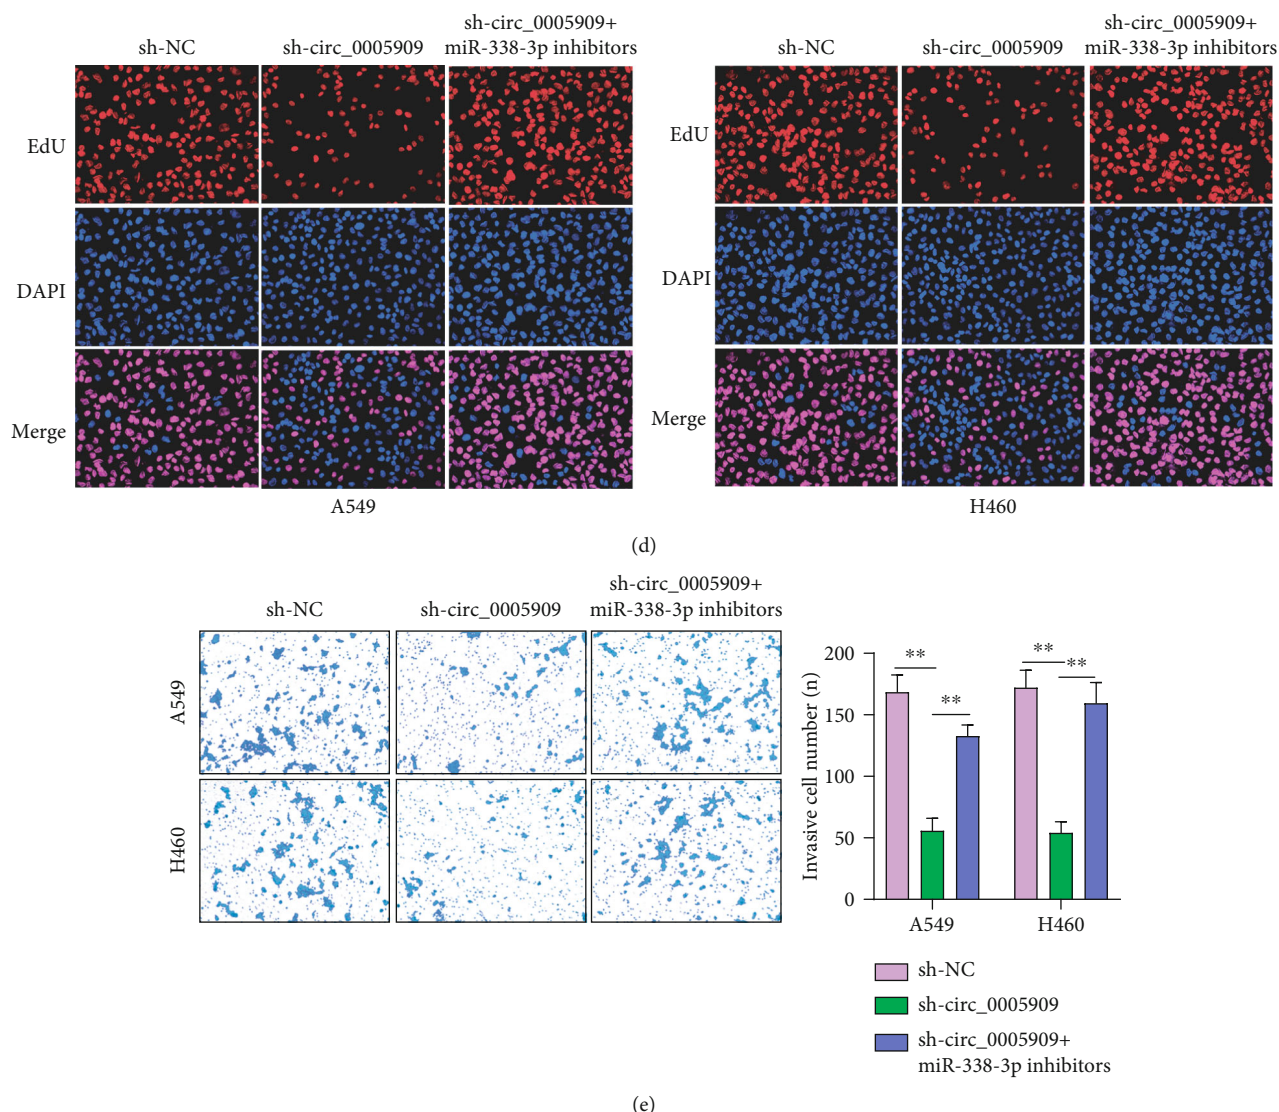 sh-NC
sh-circ_0005909
sh-circ_0005909+
miR-338-3p inhibitors
sh-NC
sh-circ_0005909
sh-circ_0005909+
miR-338-3p inhibitors
EdU
DAPI
Merge
A549
EdU
DAPI
Merge
H460
(d)
sh-NC
sh-circ_0005909
sh-circ_0005909+
miR-338-3p inhibitors
A549
H460
Invasive cell number (n)
200
150
100
50
0
**
**
**
**
A549
H460
sh-NC
sh-circ_0005909
sh-circ_0005909+
miR-338-3p inhibitors
(e)